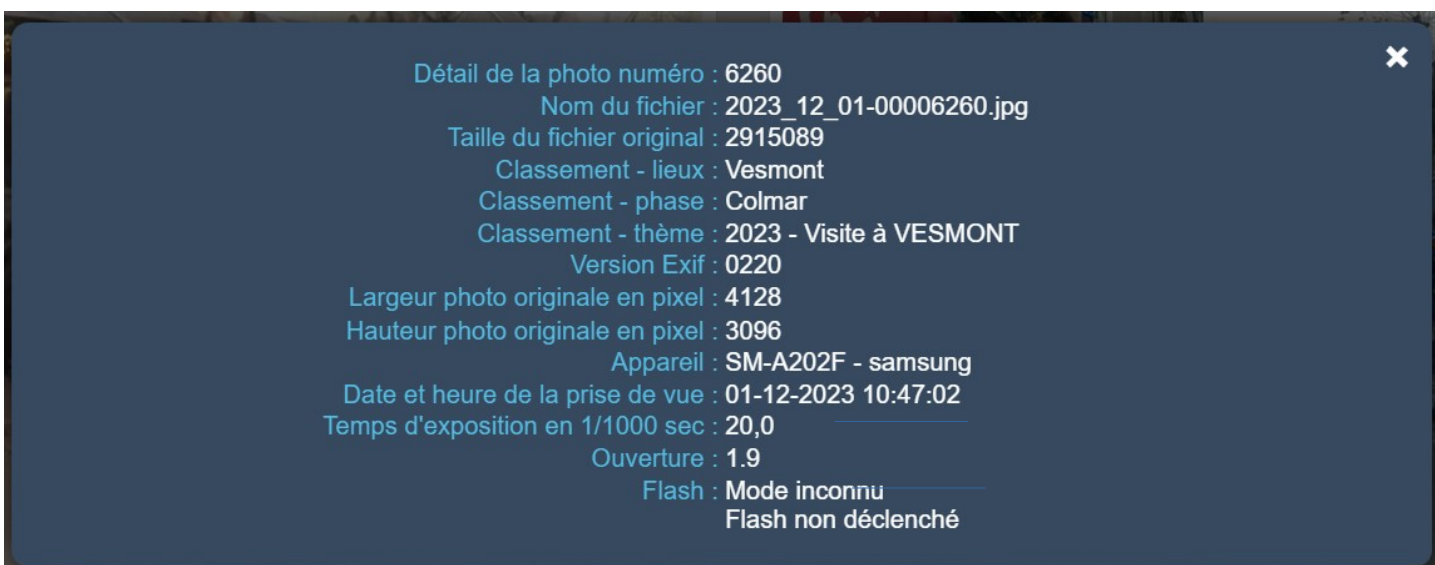 Détail de la photo numéro : 6260
Nom du fichier : 2023_12_01-00006260.jpg
Taille du fichier original : 2915089
Classement - lieux : Vesmont
Classement - phase : Colmar
Classement - thème : 2023 - Visite à VESMONT
Version Exif : 0220
Largeur photo originale en pixel : 4128
Hauteur photo originale en pixel : 3096
Appareil : SM-A202F - samsung
Date et heure de la prise de vue : 01-12-2023 10:47:02
Temps d'exposition en 1/1000 sec : 20,0
Ouverture : 1.9
Flash : Mode inconnu
Flash non déclenché